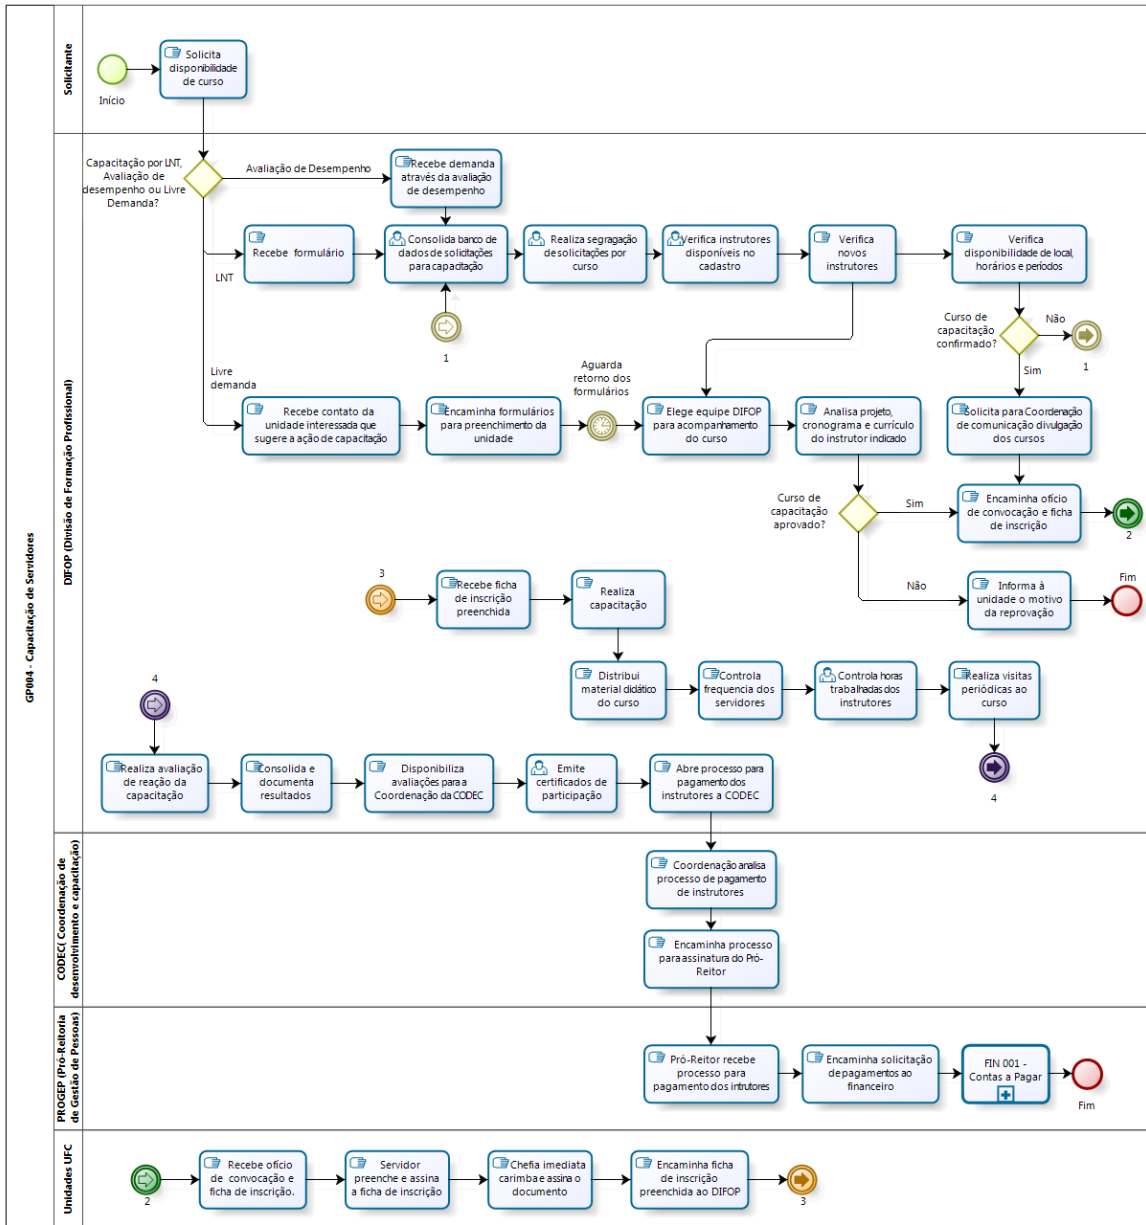 GP004 - Capacitação de Servidores
Solicitante
Início
Solicita
disponibilidade
de curso
DIFOP (Divisão de Formação Profissional)
Capacitação por LNT,
Avaliação de
desempenho ou Livre
Demanda?
Avaliação de Desempenho
Recebe demanda
através da avaliação
de desempenho
LNT
Recebe formulário
Consolida banco de
dados de solicitações
para capacitação
Realiza segragação
de solicitações por
curso
Verifica instrutores
disponíveis no
cadastro
Verifica
novos
instrutores
Verifica
disponibilidade de local,
horários e períodos
1
Curso de
capacitação
confirmado?
Não
1
Sim
Livre
demanda
Recebe contato da
unidade interessada que
sugere a ação de capacitação
Encaminha formulários
para preenchimento da
unidade
Aguarda
retorno dos
formulários
Elege equipe DIFOP
para acompanhamento
do curso
Analisa projeto,
cronograma e currículo
do instrutor indicado
Solicita para Coordenação
de comunicação divulgação
dos cursos
Curso de
capacitação
aprovado?
Sim
Encaminha ofício
de convocação e ficha
de inscrição
2
Não
Informa à
unidade o motivo
da reprovação
Fim
3
Recebe ficha
de inscrição
preenchida
Realiza
capacitação
Distribui
material didático
do curso
Controla
frequencia dos
servidores
Controla horas
trabalhadas dos
instrutores
Realiza visitas
periódicas ao
curso
4
4
Realiza avaliação
de reação da
capacitação
Consolida e
documenta
resultados
Disponibiliza
avaliações para a
Coordenação da CODEC
Emite
certificados de
participação
Abre processo para
pagamento dos
instrutores a CODEC
CODEC( Coordenação de
desenvolvimento e capacitação)
Coordenação analisa
processo de pagamento
de instrutores
Encaminha processo
para assinatura do Pró-
Reitor
PROGEP (Pró-Reitoria
de Gestão de Pessoas)
Pró-Reitor recebe
processo para
pagamento dos intrutores
Encaminha solicitação
de pagamentos ao
financeiro
FIN 001 -
Contas a Pagar
Fim
Unidades UFC
2
Recebe ofício
de convocação e
ficha de inscrição.
Servidor
preenche e assina
a ficha de inscrição
Chefia imediata
carimba e assina o
documento
Encaminha ficha
de inscrição
preenchida ao DIFOP
3